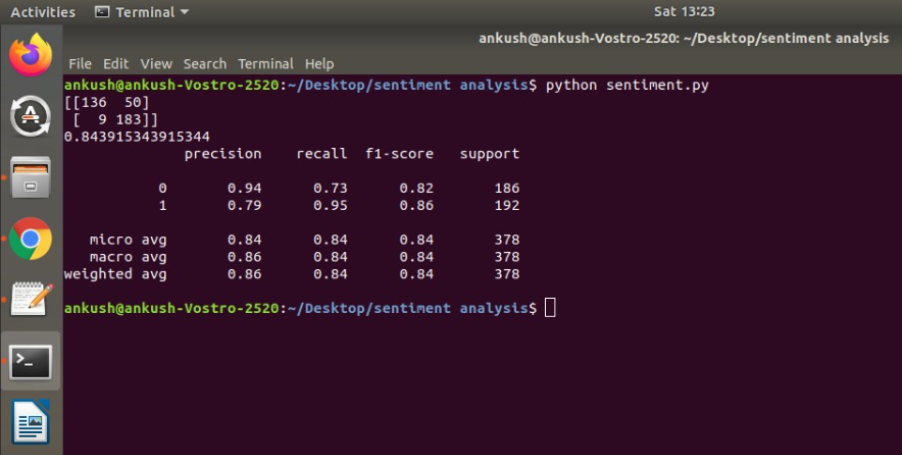 Activities Terminal Sat 13:23
ankush@ankush-Vostro-2520: ~/Desktop/sentiment analysis
File Edit View Search Terminal Help
ankush@ankush-Vostro-2520:~/Desktop/sentiment analysis$ python sentiment.py
[[136  50]
 [  9 183]]
0.843915343915344
              precision    recall  f1-score   support

           0       0.94      0.73      0.82       186
           1       0.79      0.95      0.86       192

   micro avg       0.84      0.84      0.84       378
   macro avg       0.86      0.84      0.84       378
weighted avg       0.86      0.84      0.84       378

ankush@ankush-Vostro-2520:~/Desktop/sentiment analysis$